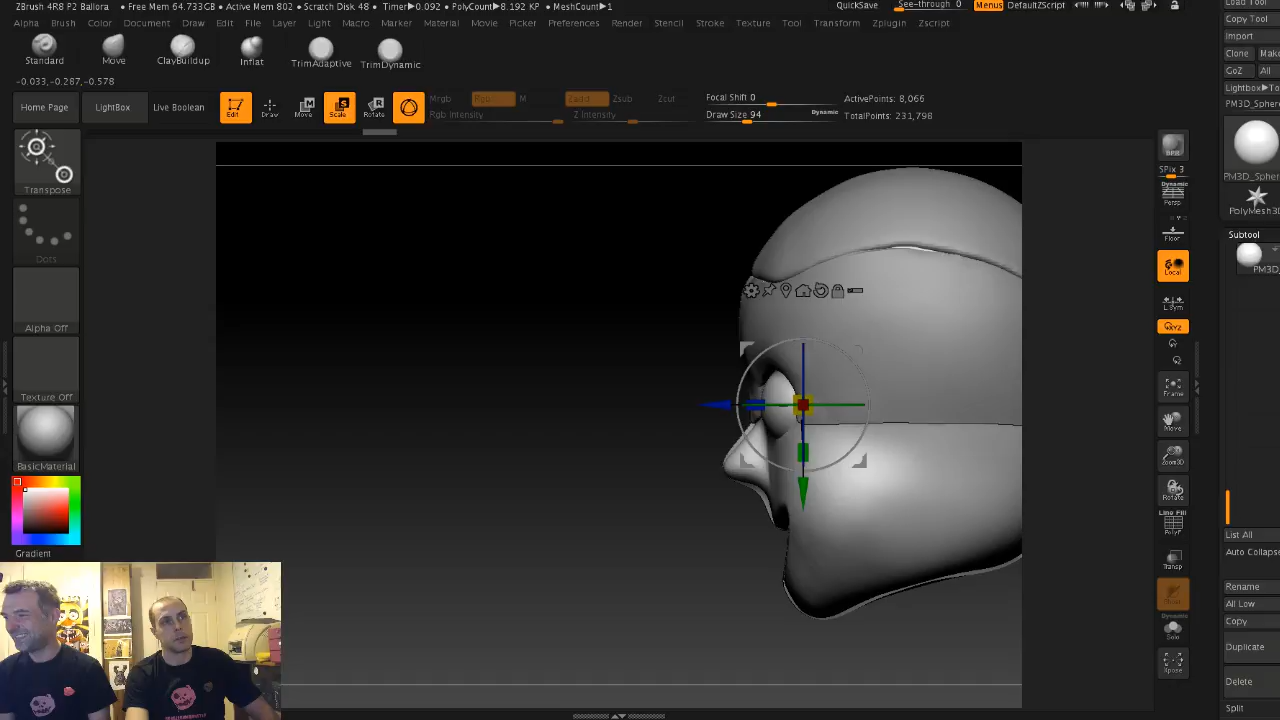 ZBrush 4R8 P2 Ballora • Free Mem 64.733GB • Active Mem 802 • Scratch Disk 48 • Timer▶0.092 • PolyCount▶8.192 KP • MeshCount▶1
QuickSave
See-through 0
Menus
DefaultZScript
Alpha Brush Color Document Draw Edit File Layer Light Macro Marker Material Movie Picker Preferences Render Stencil Stroke Texture Tool Transform Zplugin Zscript
Load Tool
Copy Tool
Import
Clone
GoZ All
Lightbox▶To
PM3D_Spher
PM3D_Spher
PolyMesh3D
Subtool
PM3D_
List All
Auto Collapse
Rename
All Low
Copy
Duplicate
Delete
Split
Standard
Move
ClayBuildup
Inflat
TrimAdaptive
TrimDynamic
-0.033,-0.287,-0.578
Home Page
LightBox
Live Boolean
Edit
Draw
Move
Scale
Rotate
Mrgb
Rgb
M
Rgb Intensity
Zadd
Zsub
Zcut
Z Intensity
Focal Shift 0
Draw Size 94
Dynamic
ActivePoints: 8,066
TotalPoints: 231,798
Transpose
Dots
Alpha Off
Texture Off
BasicMaterial
Gradient
BPR
SPix 3
Dynamic
Persp
Floor
Local
L.Sym
XYZ
Frame
Move
Zoom3D
Rotate
Line Fill
PolyF
Transp
Dynamic
Solo
Xpose